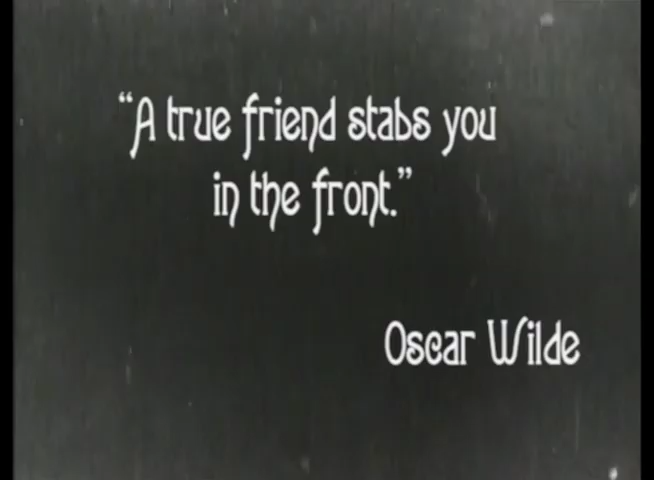 “A true friend stabs you
in the front.”
Oscar Wilde